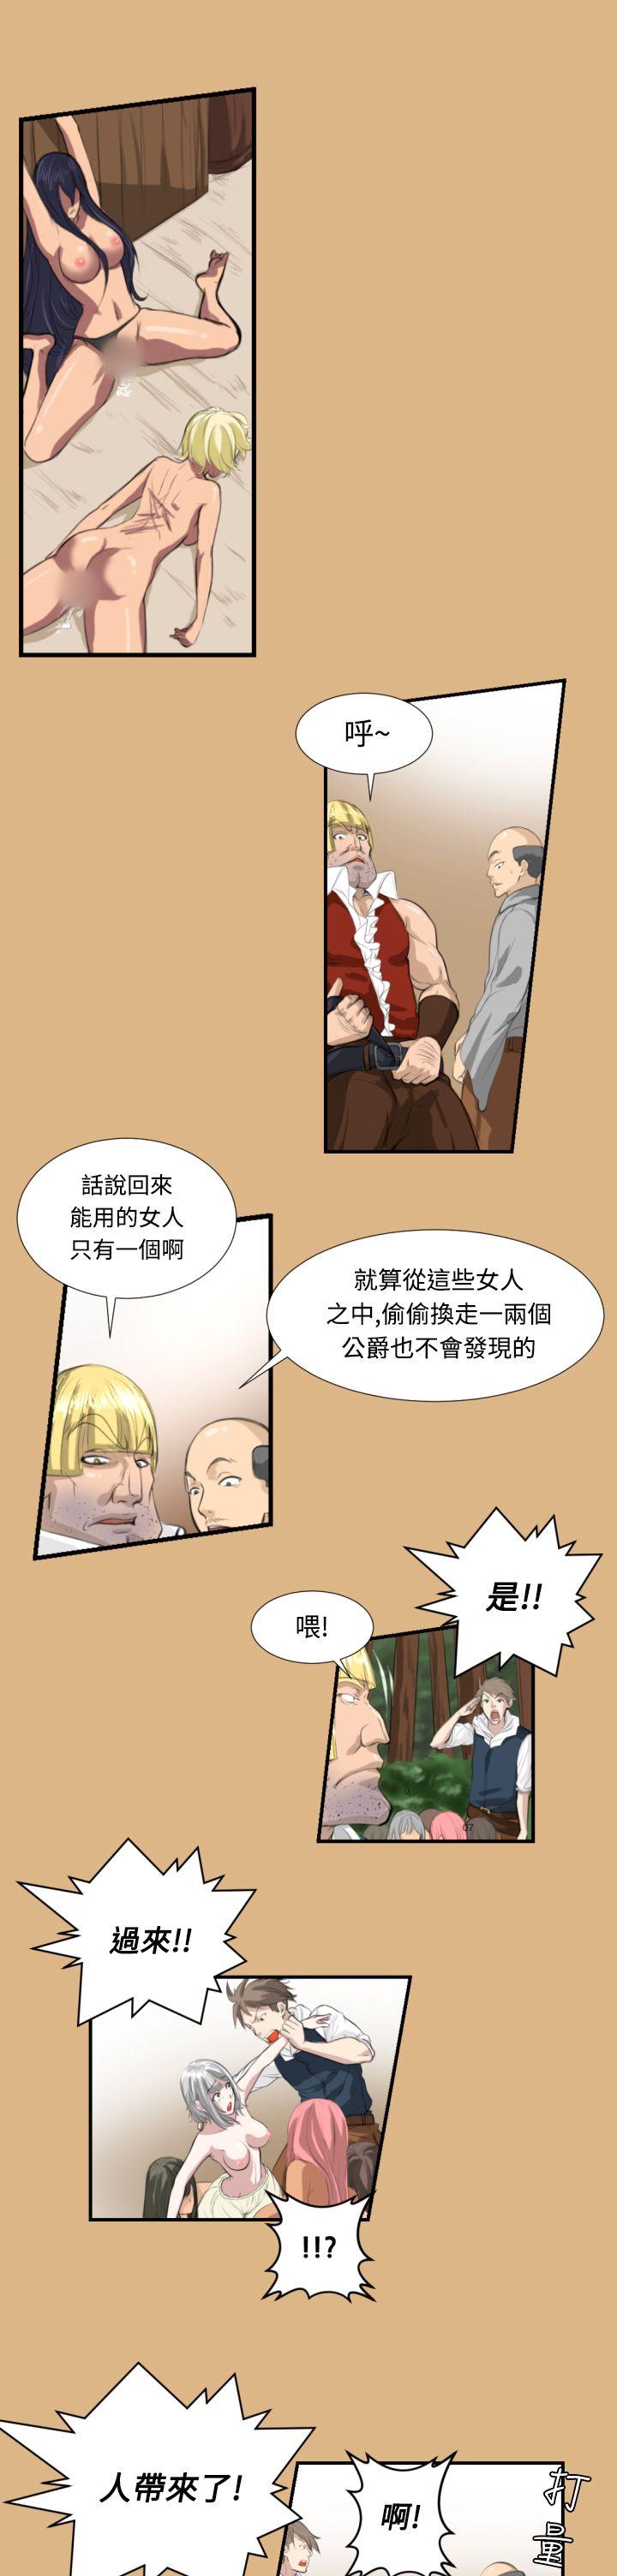 呼~
話說回來
能用的女人
只有一個啊
就算從這些女人
之中,偷偷換走一兩個
公爵也不會發現的
喂!
是!!
07
過來!!
!!?
人帶來了!
啊!
打量